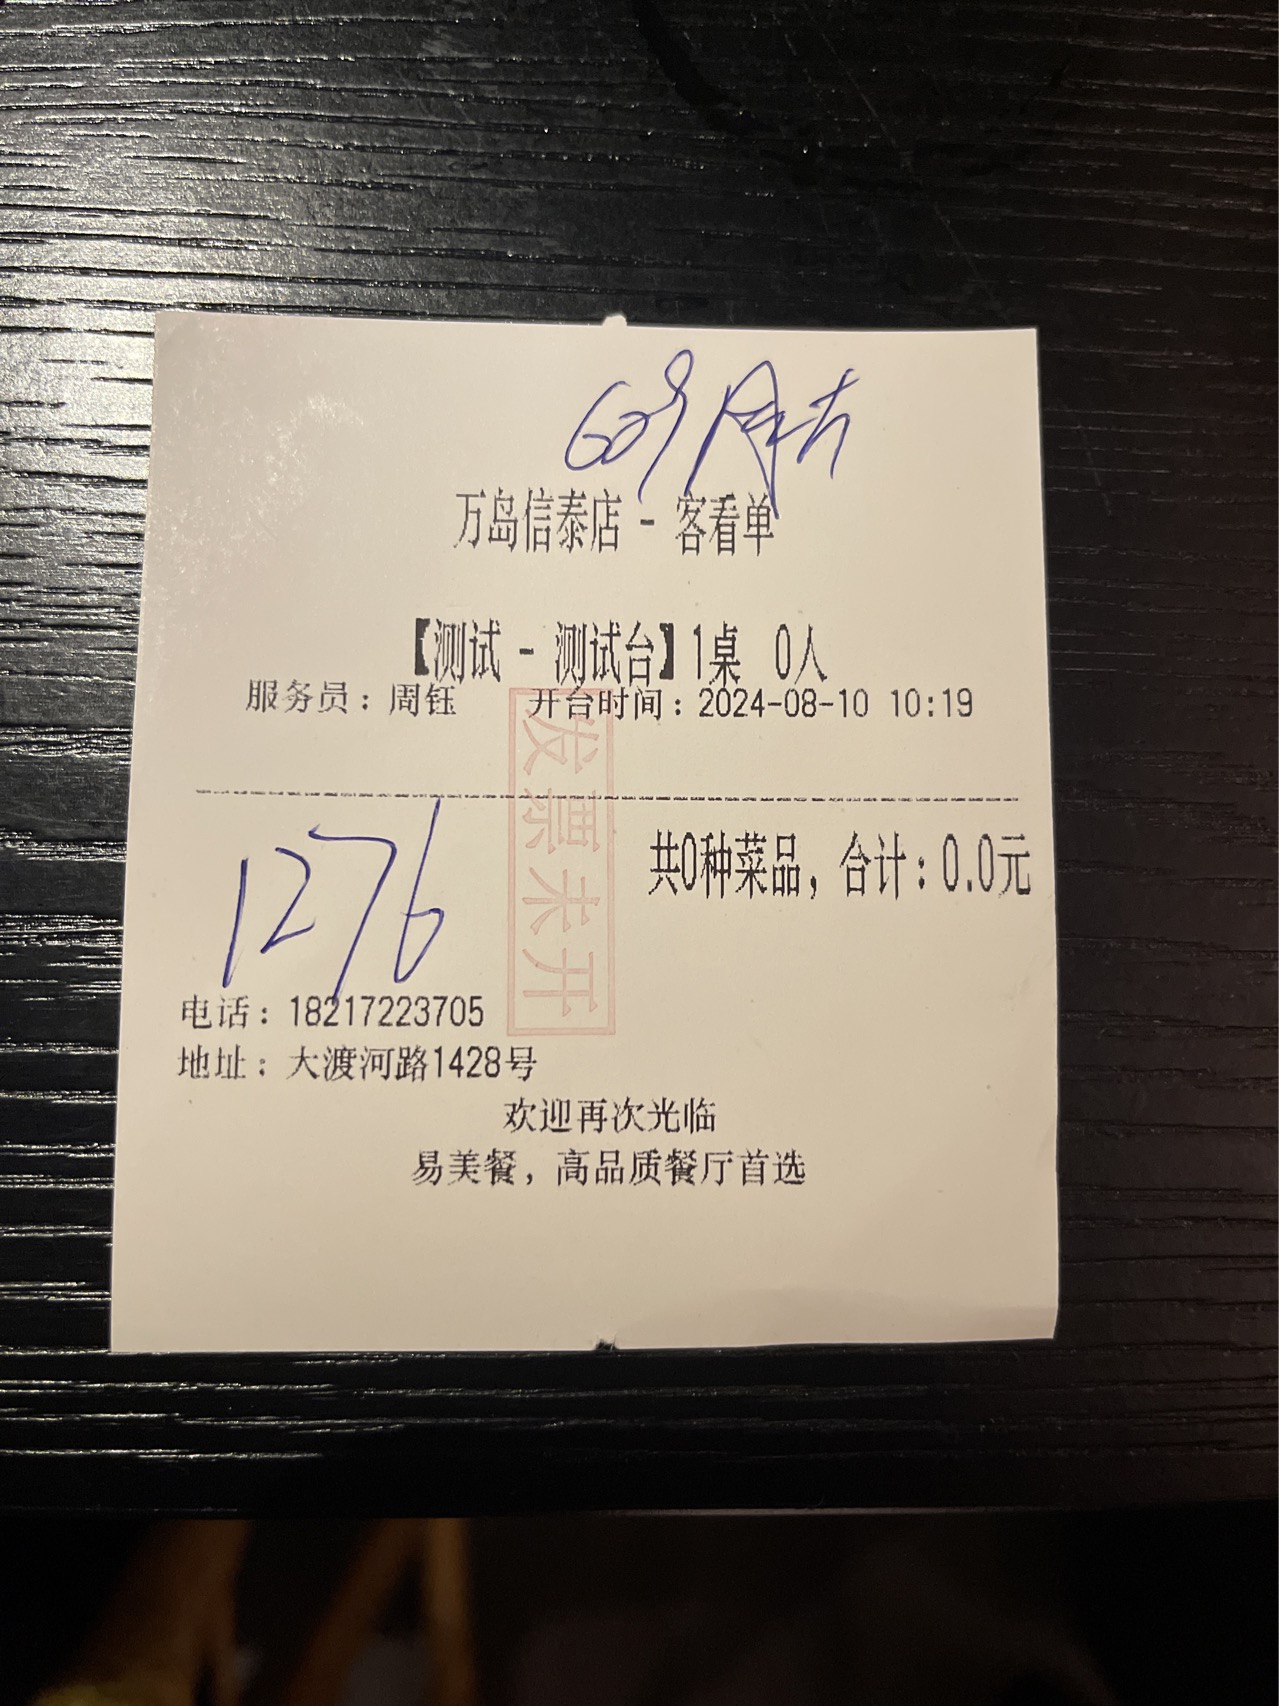 万岛信泰店 - 客看单
【测试 - 测试台】1桌 0人
服务员：周钰 开台时间：2024-08-10 10:19
发票未开
共0种菜品，合计：0.0元
1276
电话：18217223705
地址：大渡河路1428号
欢迎再次光临
易美餐，高品质餐厅首选